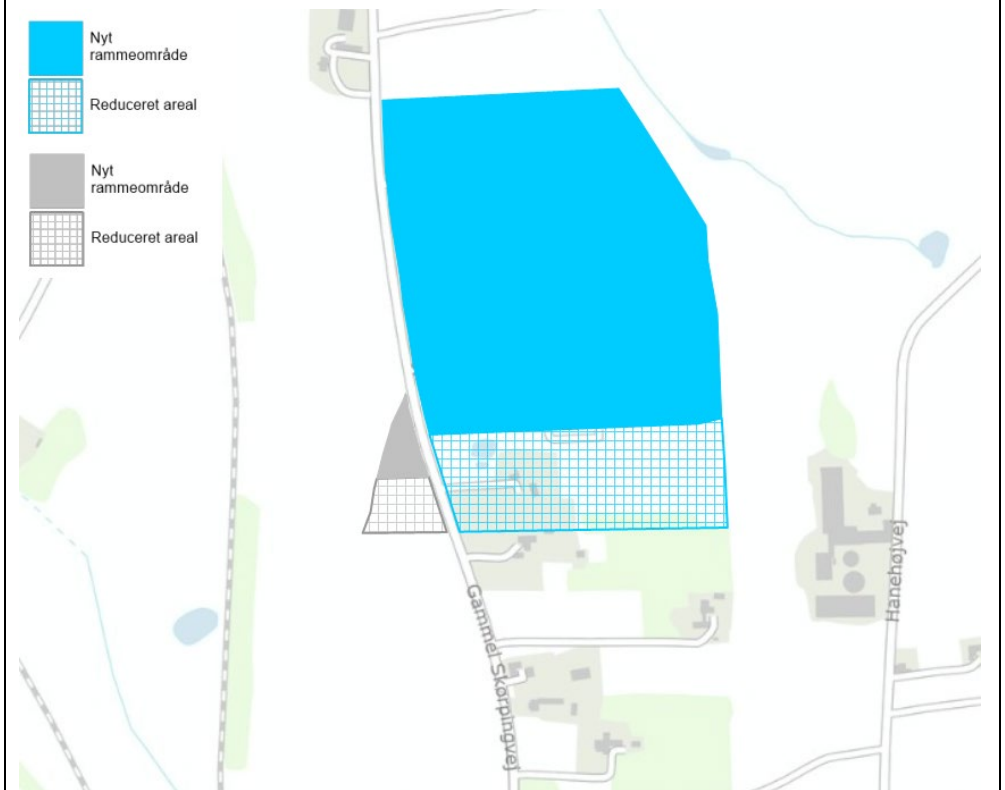 Nyt
rammeområde
Reduceret areal
Nyt
rammeområde
Reduceret areal
Gammel Skørpingvej
Hanehøjvej